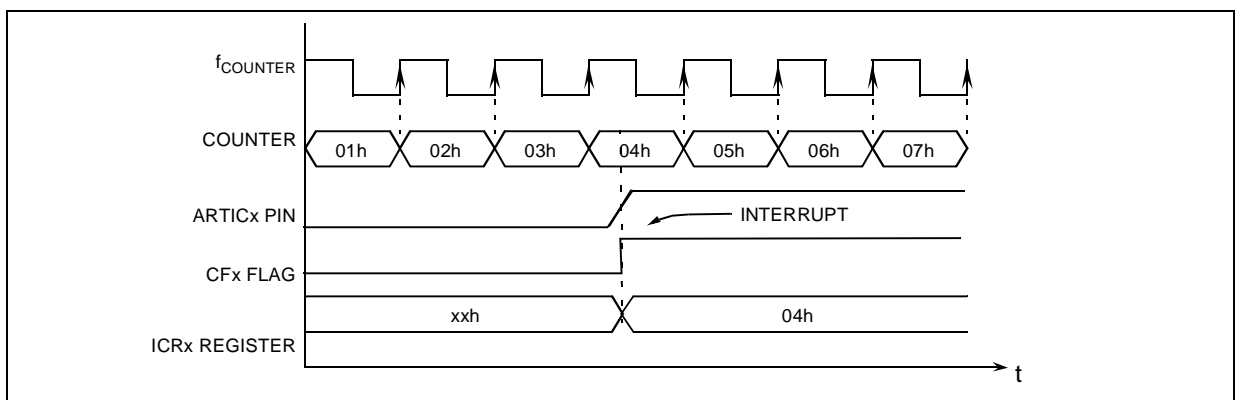 fCOUNTER
COUNTER
01h 02h 03h 04h 05h 06h 07h
ARTICx PIN
INTERRUPT
CFx FLAG
xxh 04h
ICRx REGISTER
t